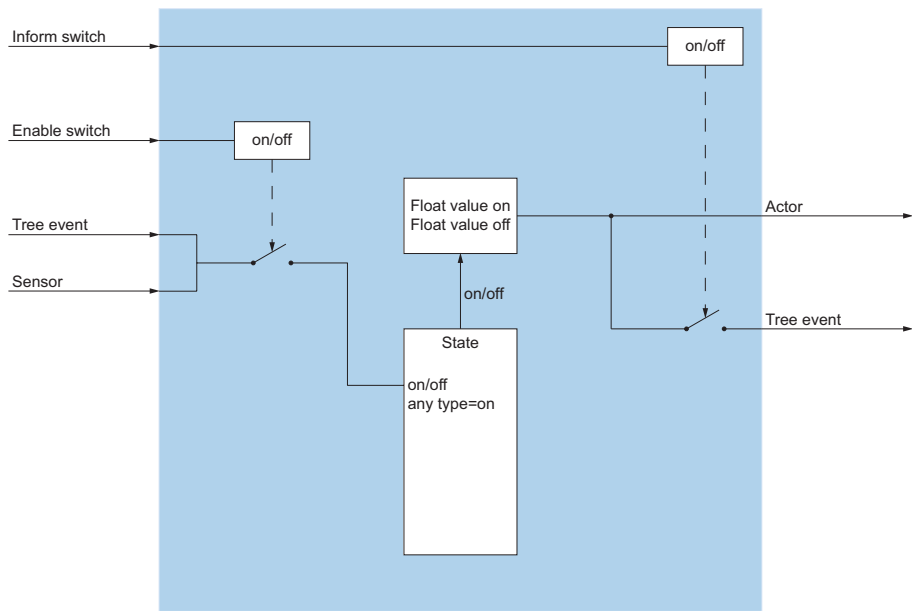 Inform switch
on/off
Enable switch
on/off
Float value on
Float value off
Tree event
Actor
Sensor
on/off
Tree event
State
on/off
any type=on